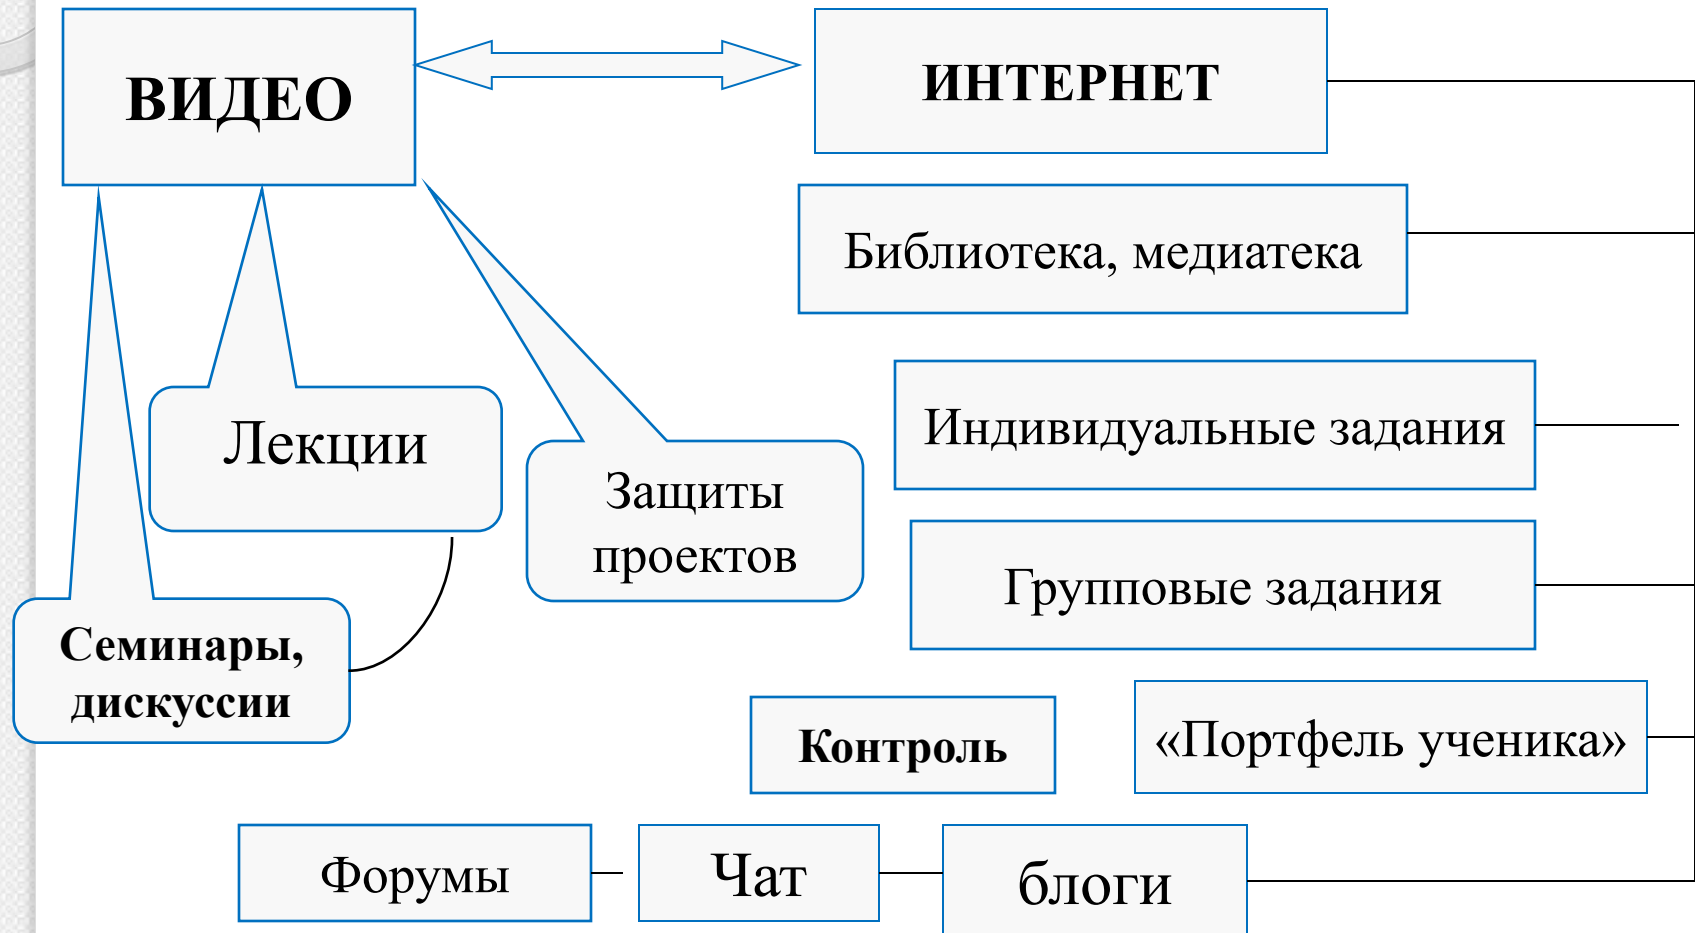 ВИДЕО
ИНТЕРНЕТ
Библиотека, медиатека
Индивидуальные задания
Лекции
Защиты
проектов
Групповые задания
Семинары,
дискуссии
Контроль
«Портфель ученика»
Форумы
Чат
блоги